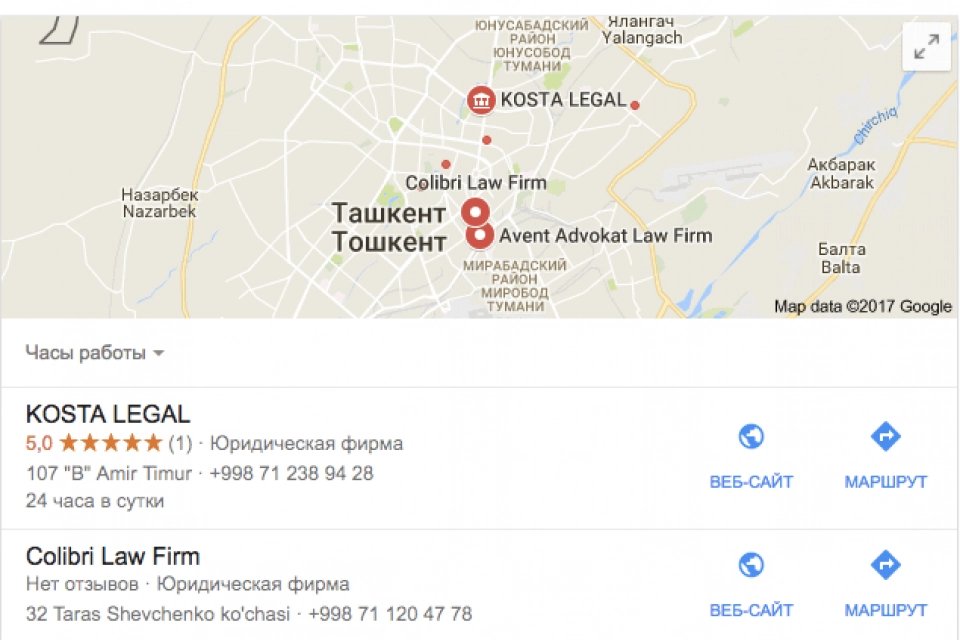 ЮНУСАБАДСКИЙ
РАЙОН
ЮНУСОБОД
ТУМАНИ
Ялангач
Yalangach
KOSTA LEGAL
Chirchiq
Colibri Law Firm
Акбарак
Akbarak
Назарбек
Nazarbek
Ташкент
Тошкент
Avent Advokat Law Firm
Балта
Balta
МИРАБАДСКИЙ
РАЙОН
МИРОБОД
ТУМАНИ
Map data ©2017 Google
Часы работы
KOSTA LEGAL
5,0 ★★★★★ (1) · Юридическая фирма
107 "B" Amir Timur · +998 71 238 94 28
24 часа в сутки
ВЕБ-САЙТ
МАРШРУТ
Colibri Law Firm
Нет отзывов · Юридическая фирма
32 Taras Shevchenko ko'chasi · +998 71 120 47 78
ВЕБ-САЙТ
МАРШРУТ